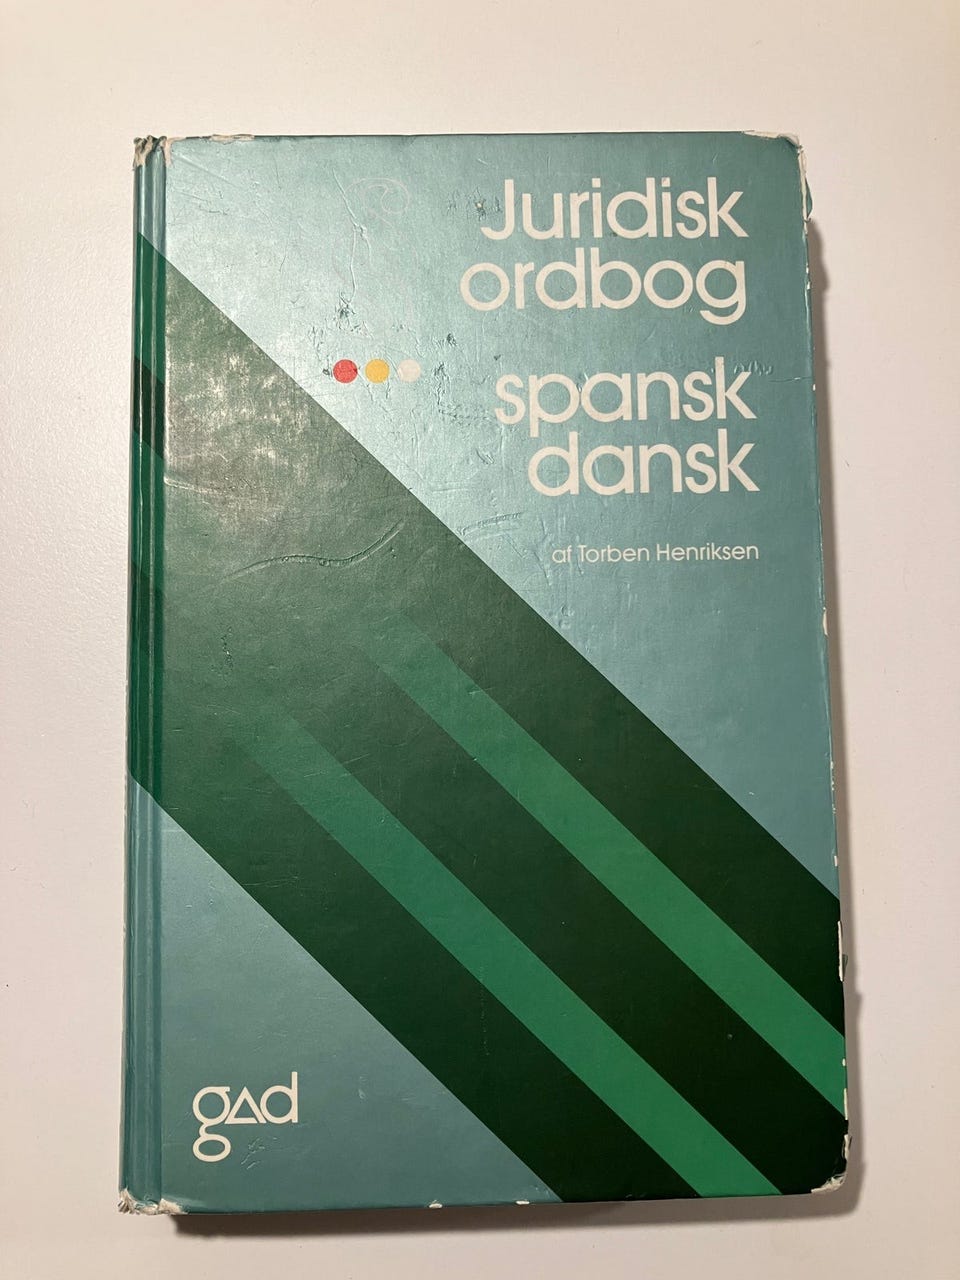 Juridisk
ordbog
spansk
dansk
af Torben Henriksen
gad